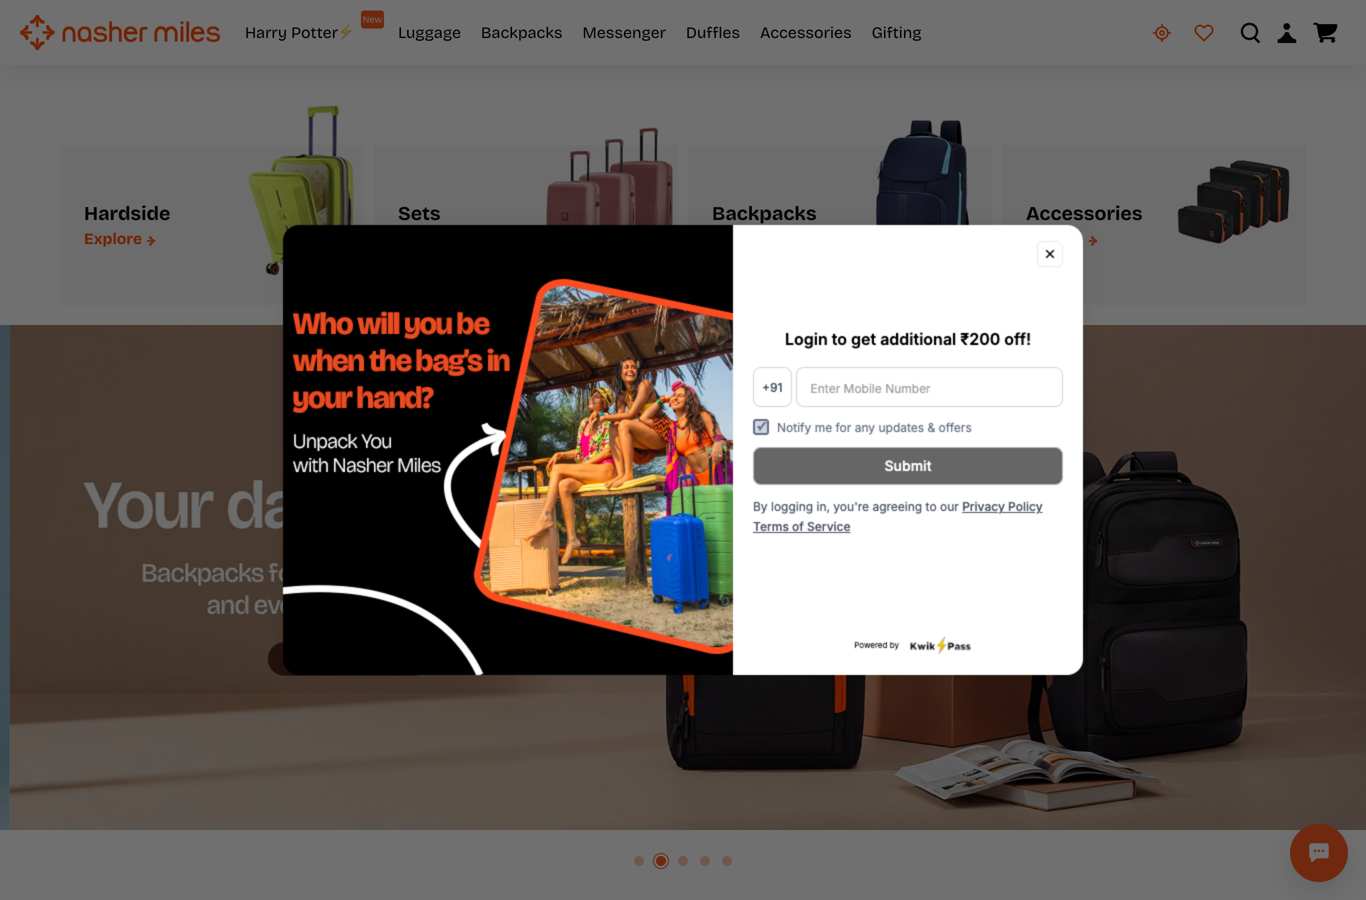 nasher miles
Harry Potter⚡
New
Luggage
Backpacks
Messenger
Duffles
Accessories
Gifting
Hardside
Explore →
Sets
Backpacks
Accessories
→
Who will you be
when the bag's in
your hand?
Unpack You
with Nasher Miles
Login to get additional ₹200 off!
+91
Enter Mobile Number
Notify me for any updates & offers
Submit
By logging in, you're agreeing to our Privacy Policy
Terms of Service
Powered by Kwik⚡Pass
Your da
Backpacks f
and ev